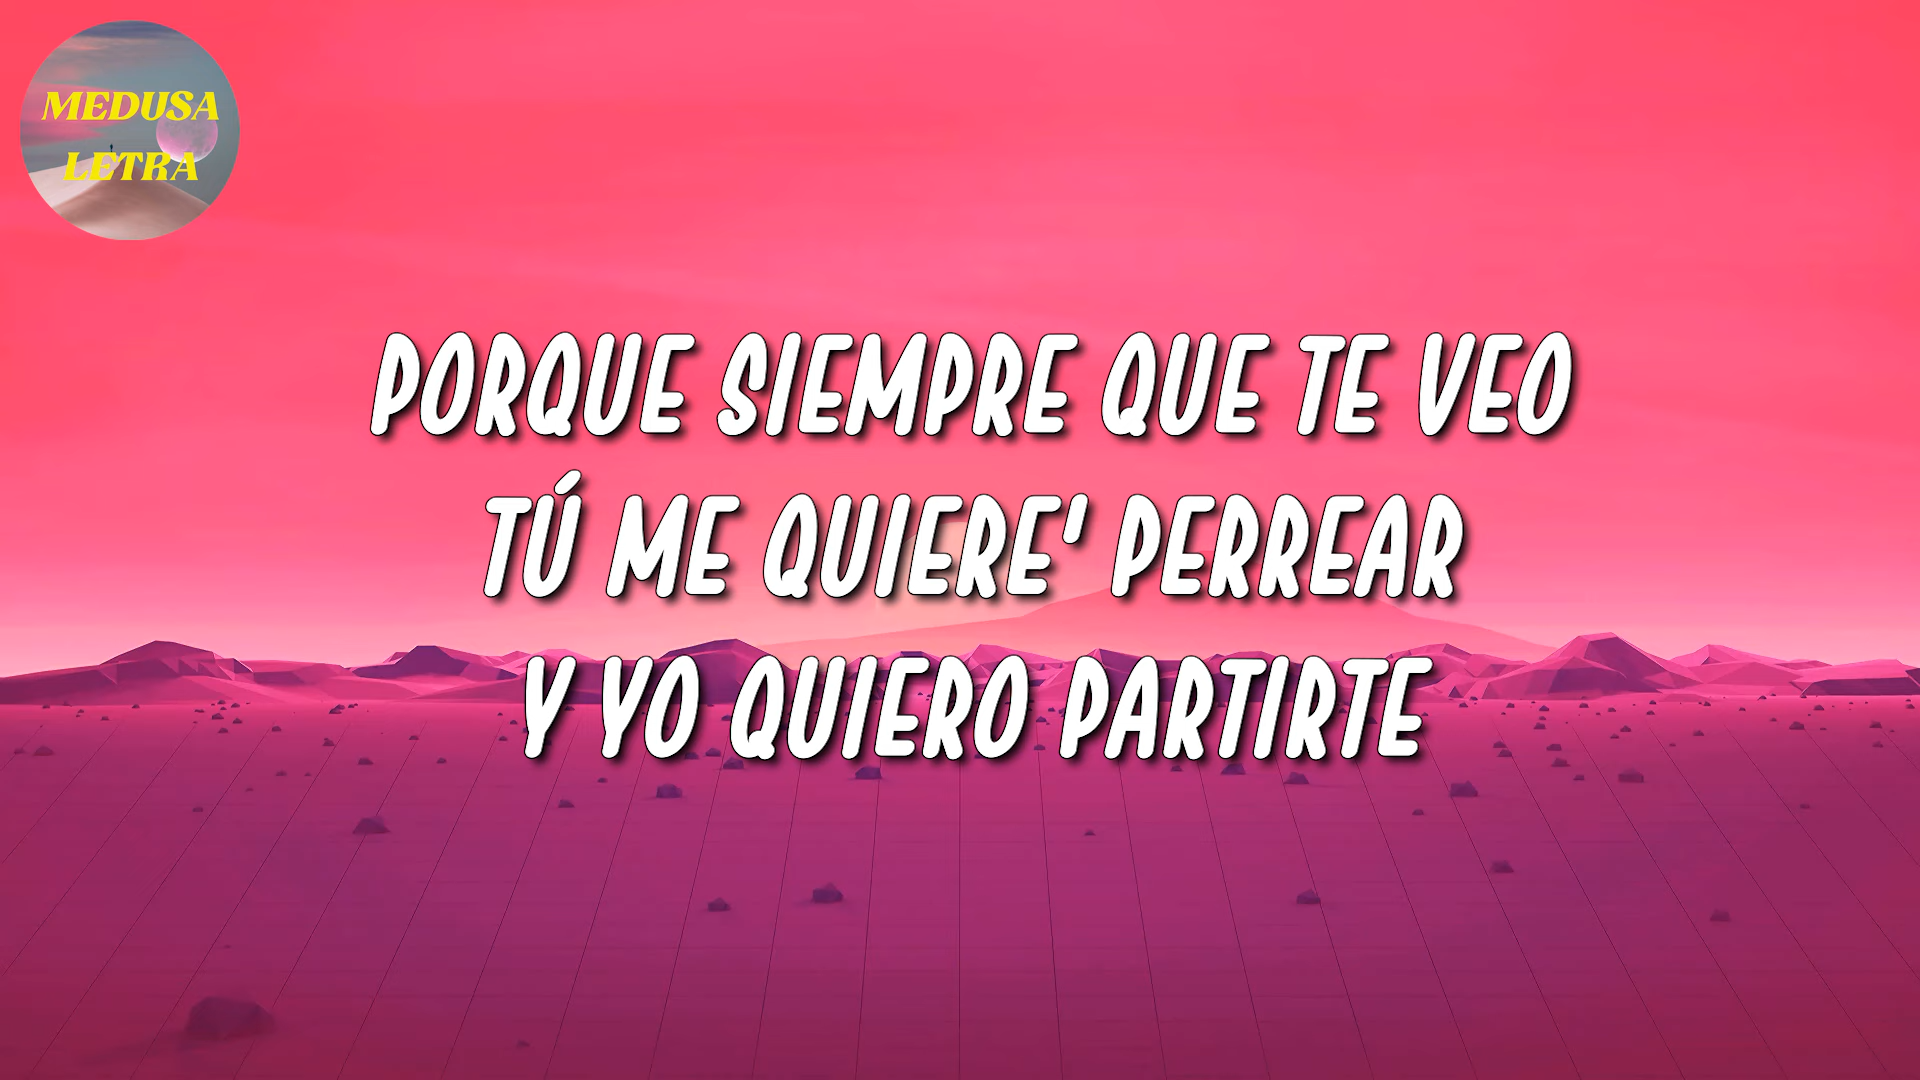 MEDUSA
LETRA
PORQUE SIEMPRE QUE TE VEO
TÚ ME QUIERE' PERREAR
Y YO QUIERO PARTIRTE